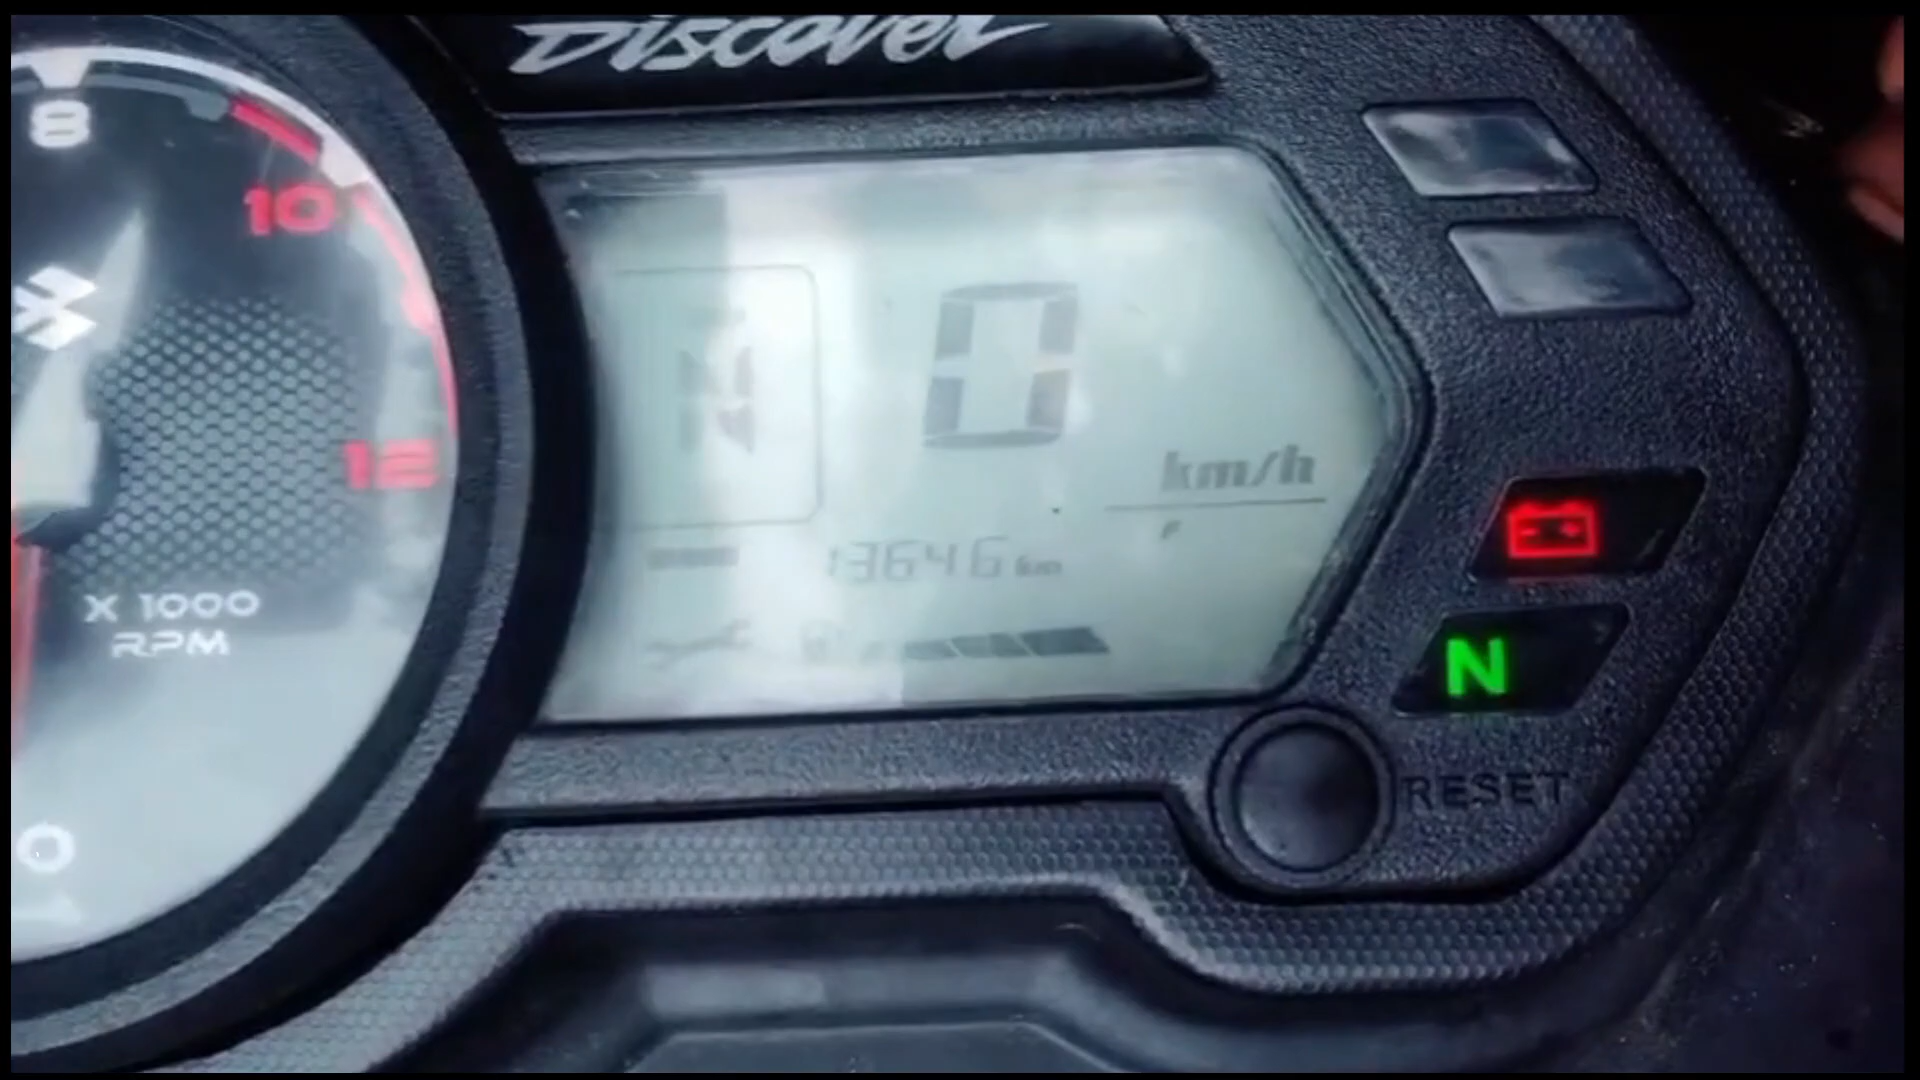 DISCOVER
8
10
12
X 1000
RPM
0
N
0
km/h
13646 km
N
RESET